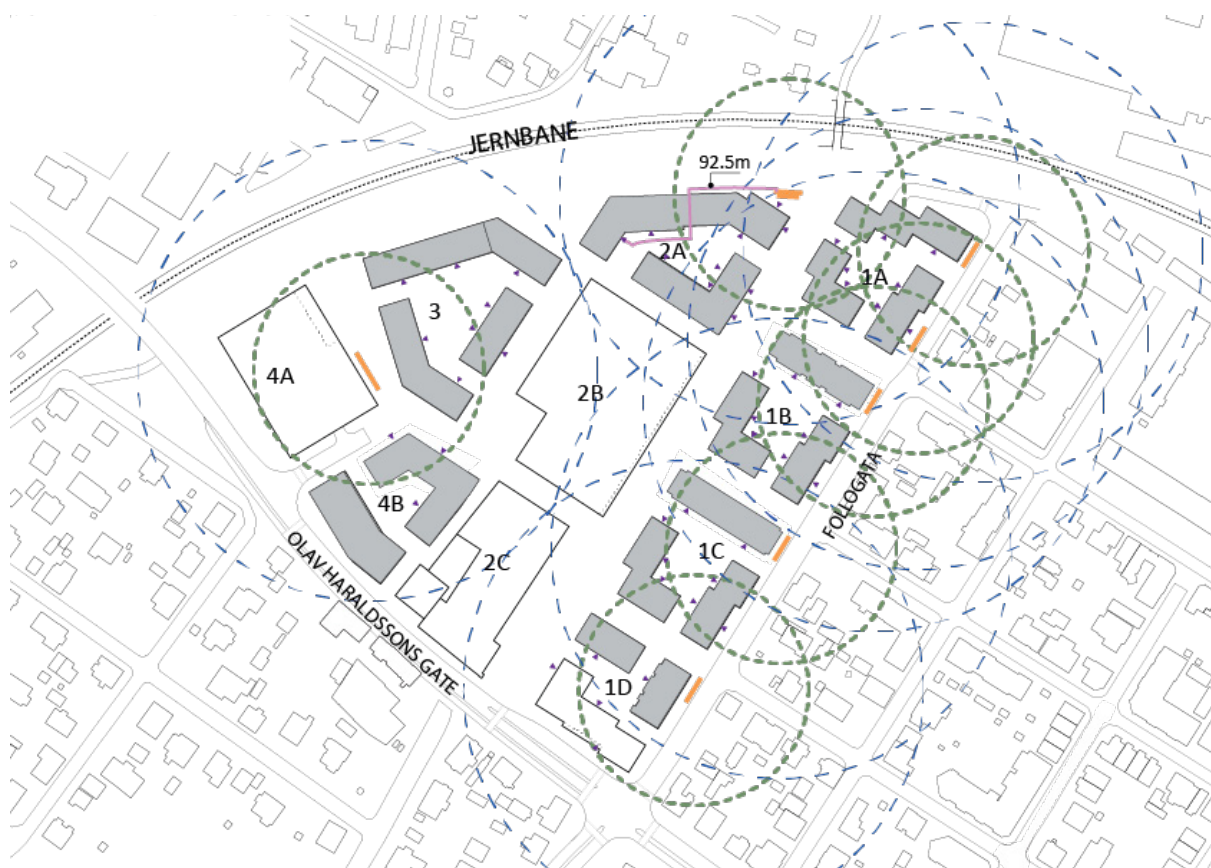 JERNBANE
92.5m
2A
1A
3
4A
2B
1B
FOLLOGATA
4B
2C
1C
OLAV HARALDSSONS GATE
1D